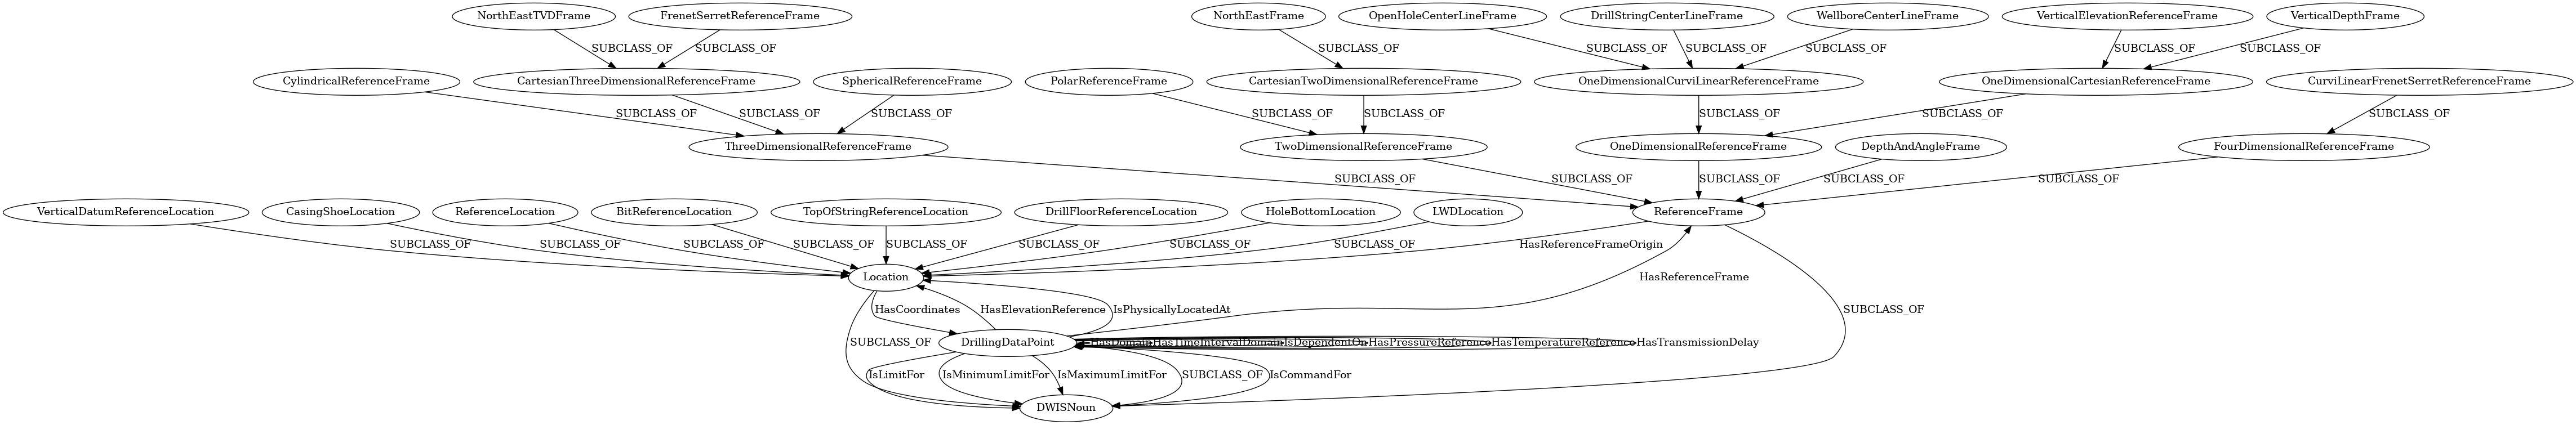 NorthEastTVDFrame
FrenetSerretReferenceFrame
NorthEastFrame
OpenHoleCenterLineFrame
DrillStringCenterLineFrame
WellboreCenterLineFrame
VerticalElevationReferenceFrame
VerticalDepthFrame
SUBCLASS_OF
SUBCLASS_OF
SUBCLASS_OF
SUBCLASS_OF
SUBCLASS_OF
SUBCLASS_OF
SUBCLASS_OF
SUBCLASS_OF
CylindricalReferenceFrame
CartesianThreeDimensionalReferenceFrame
SphericalReferenceFrame
PolarReferenceFrame
CartesianTwoDimensionalReferenceFrame
OneDimensionalCurviLinearReferenceFrame
OneDimensionalCartesianReferenceFrame
CurviLinearFrenetSerretReferenceFrame
SUBCLASS_OF
SUBCLASS_OF
SUBCLASS_OF
SUBCLASS_OF
SUBCLASS_OF
SUBCLASS_OF
SUBCLASS_OF
SUBCLASS_OF
ThreeDimensionalReferenceFrame
TwoDimensionalReferenceFrame
OneDimensionalReferenceFrame
DepthAndAngleFrame
FourDimensionalReferenceFrame
SUBCLASS_OF
SUBCLASS_OF
SUBCLASS_OF
SUBCLASS_OF
SUBCLASS_OF
VerticalDatumReferenceLocation
CasingShoeLocation
ReferenceLocation
BitReferenceLocation
TopOfStringReferenceLocation
DrillFloorReferenceLocation
HoleBottomLocation
LWDLocation
ReferenceFrame
SUBCLASS_OF
SUBCLASS_OF
SUBCLASS_OF
SUBCLASS_OF
SUBCLASS_OF
SUBCLASS_OF
SUBCLASS_OF
SUBCLASS_OF
HasReferenceFrameOrigin
Location
HasReferenceFrame
HasCoordinates
HasElevationReference
IsPhysicallyLocatedAt
SUBCLASS_OF
SUBCLASS_OF
DrillingDataPoint
HasDomain
HasTimeIntervalDomain
IsDependentOn
HasPressureReference
HasTemperatureReference
HasTransmissionDelay
IsLimitFor
IsMinimumLimitFor
IsMaximumLimitFor
SUBCLASS_OF
IsCommandFor
DWISNoun